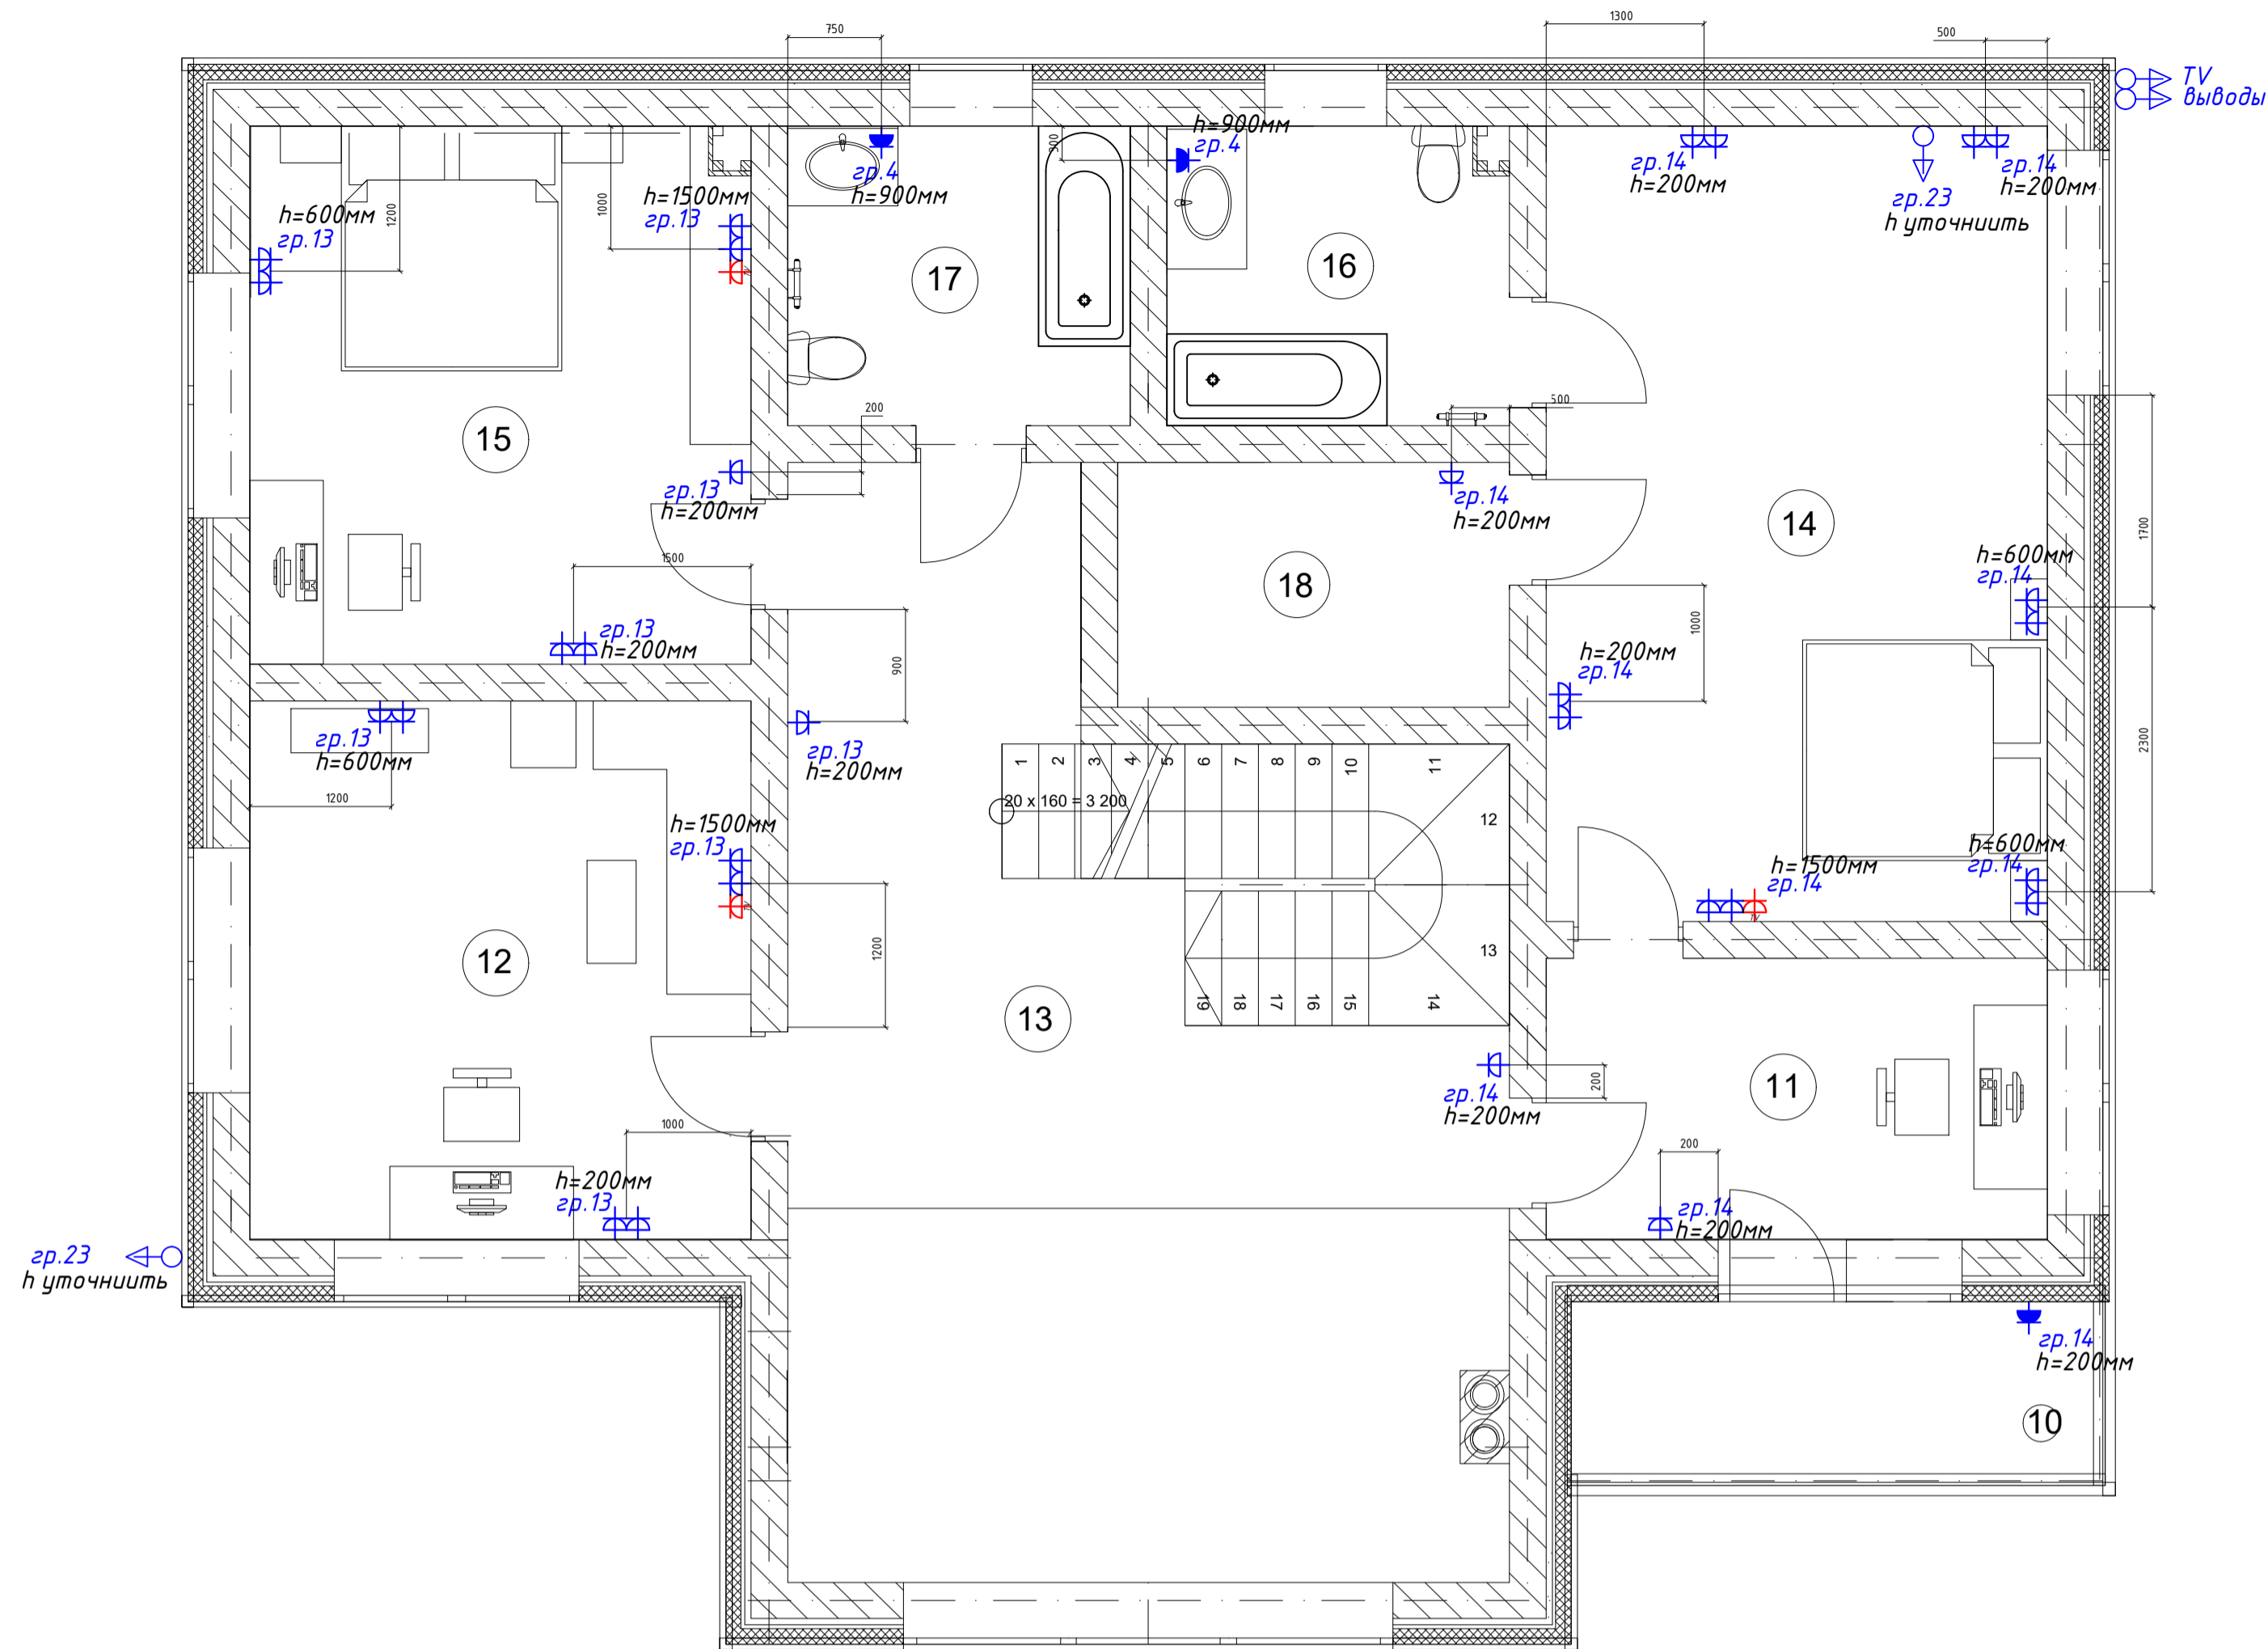 750
1300
500
TV
выводы
h=900мм
гр.4
300
гр.4
h=900мм
гр.14
h=200мм
гр.14
h=200мм
гр.23
h уточниить
h=600мм
гр.13
1200
1000
h=1500мм
гр.13
17
16
15
200
500
гр.13
h=200мм
гр.14
h=200мм
14
1700
1500
18
h=600мм
гр.14
1000
гр.13
h=200мм
900
h=200мм
гр.14
гр.13
h=600мм
гр.13
h=200мм
2300
1200
1
2
3
4
5
6
7
8
9
10
11
20 x 160 = 3 200
12
h=1500мм
гр.13
h=600мм
гр.14
h=1500мм
гр.14
TV
1200
12
13
13
19
18
17
16
15
14
200
гр.14
h=200мм
11
1000
200
h=200мм
гр.13
гр.14
h=200мм
гр.23
h уточниить
гр.14
h=200мм
10